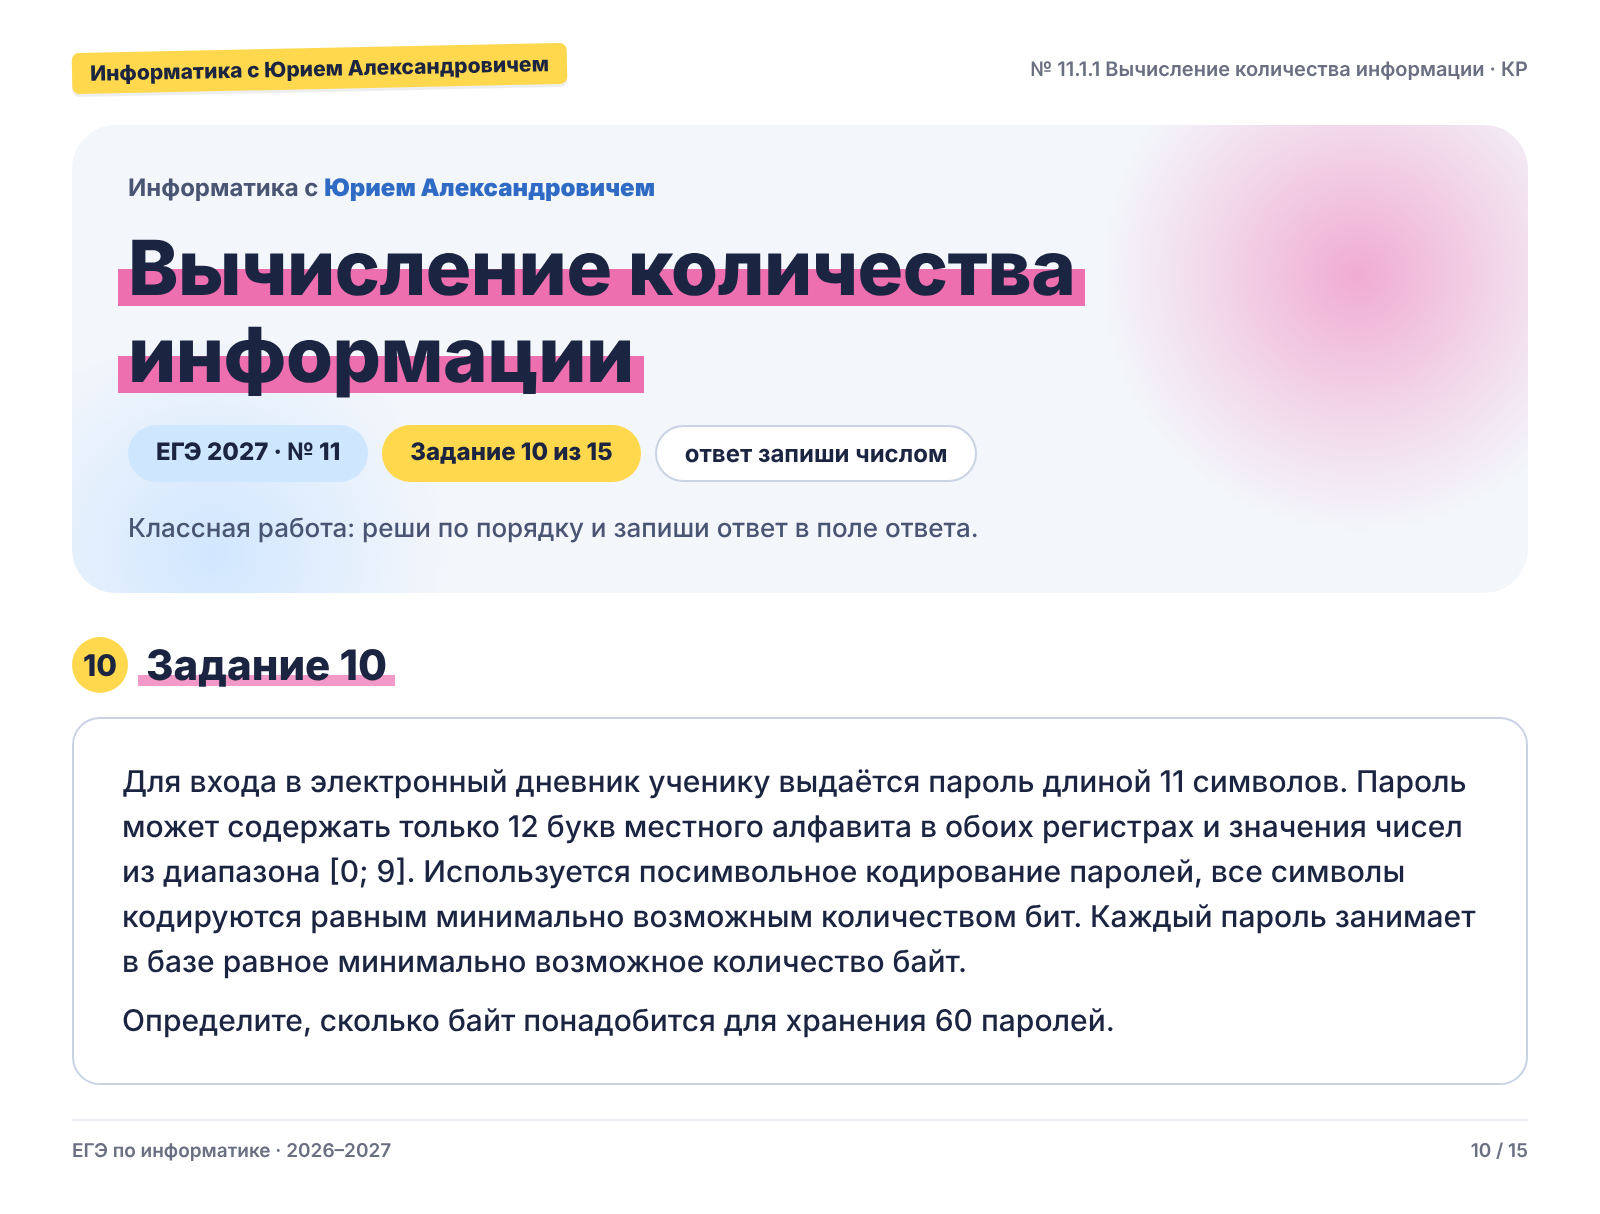 Информатика с Юрием Александровичем
№ 11.1.1 Вычисление количества информации · КР
Информатика с Юрием Александровичем
Вычисление количества
информации
ЕГЭ 2027 · № 11
Задание 10 из 15
ответ запиши числом
Классная работа: реши по порядку и запиши ответ в поле ответа.
10 Задание 10
Для входа в электронный дневник ученику выдаётся пароль длиной 11 символов. Пароль
может содержать только 12 букв местного алфавита в обоих регистрах и значения чисел
из диапазона [0; 9]. Используется посимвольное кодирование паролей, все символы
кодируются равным минимально возможным количеством бит. Каждый пароль занимает
в базе равное минимально возможное количество байт.
Определите, сколько байт понадобится для хранения 60 паролей.
ЕГЭ по информатике · 2026–2027
10 / 15